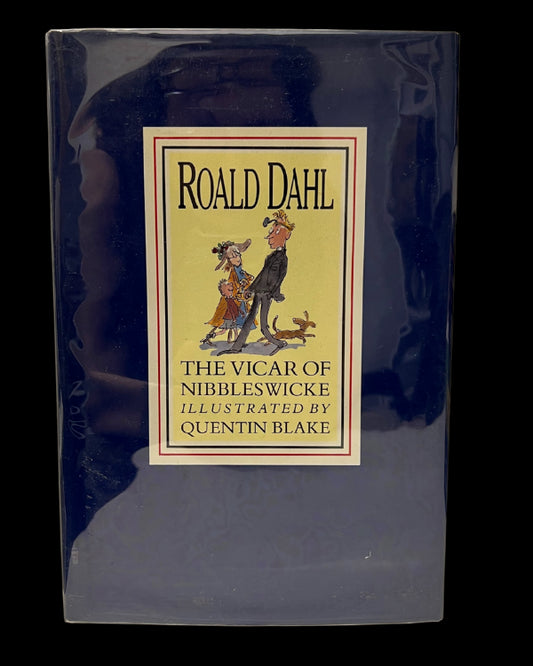 ROALD DAHL
THE VICAR OF
NIBBLESWICKE
ILLUSTRATED BY
QUENTIN BLAKE